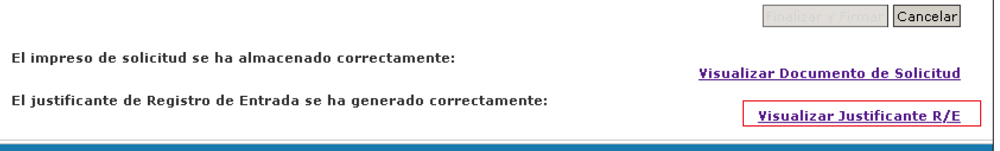 Finalizar y Firmar Cancelar
El impreso de solicitud se ha almacenado correctamente:
Visualizar Documento de Solicitud
El justificante de Registro de Entrada se ha generado correctamente:
Visualizar Justificante R/E